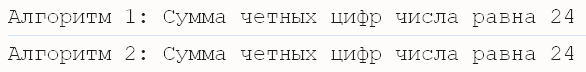 Алгоритм 1: Сумма четных цифр числа равна 24
Алгоритм 2: Сумма четных цифр числа равна 24